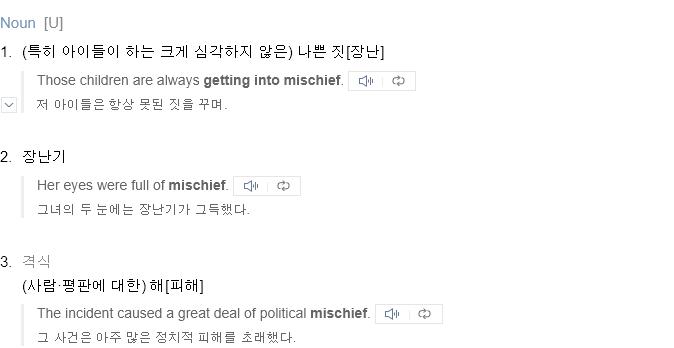 Noun [U]
1. (특히 아이들이 하는 크게 심각하지 않은) 나쁜 짓[장난]
Those children are always getting into mischief.
저 아이들은 항상 못된 짓을 꾸며.
2. 장난기
Her eyes were full of mischief.
그녀의 두 눈에는 장난기가 그득했다.
3. 격식
(사람·평판에 대한) 해[피해]
The incident caused a great deal of political mischief.
그 사건은 아주 많은 정치적 피해를 초래했다.